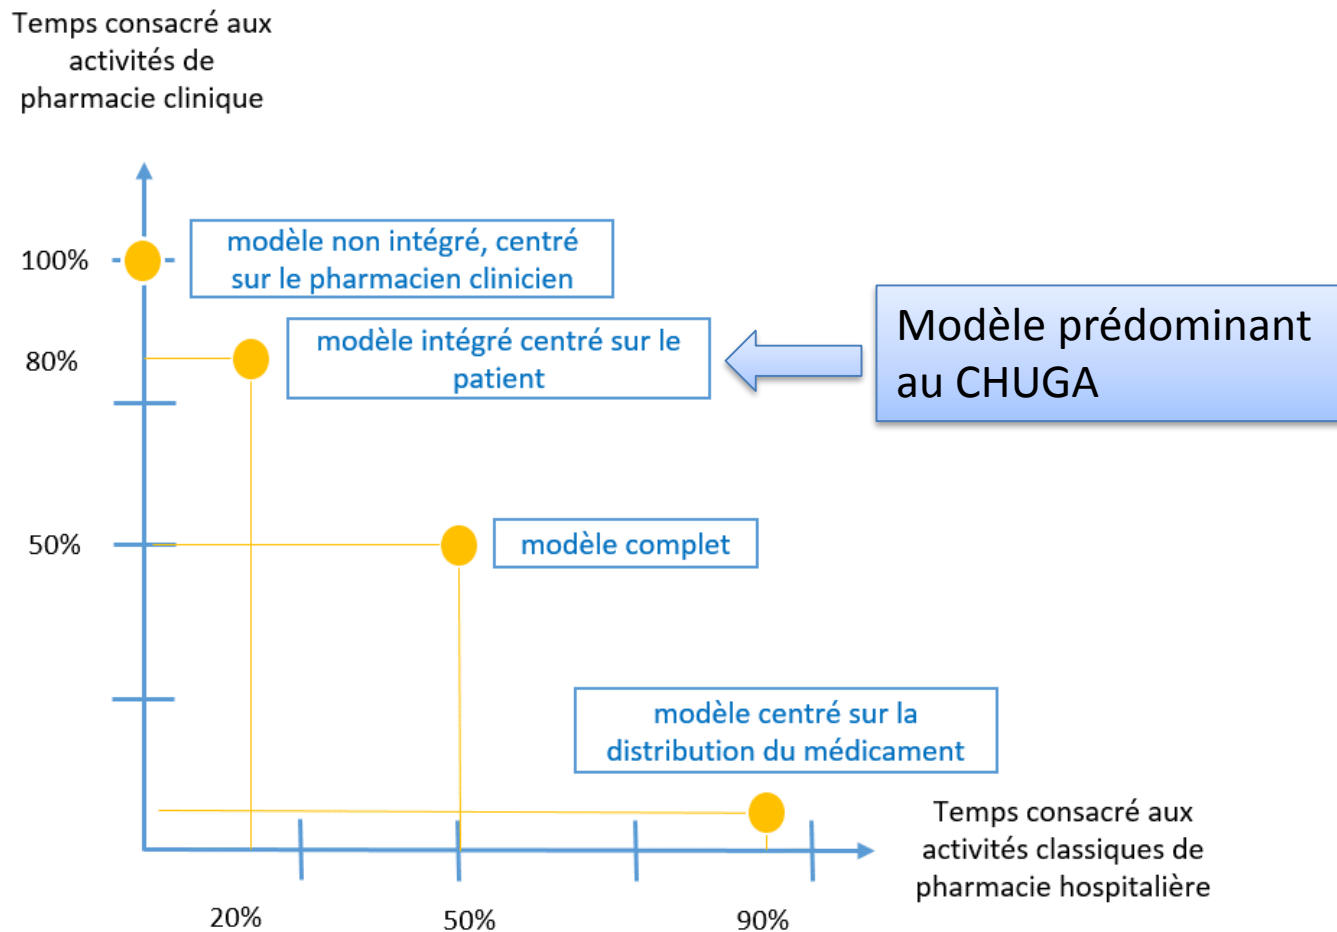 Temps consacré aux
activités de
pharmacie clinique
100%
modèle non intégré, centré
sur le pharmacien clinicien
80%
modèle intégré centré sur le
patient
Modèle prédominant
au CHUGA
50%
modèle complet
modèle centré sur la
distribution du médicament
Temps consacré aux
activités classiques de
pharmacie hospitalière
20%
50%
90%